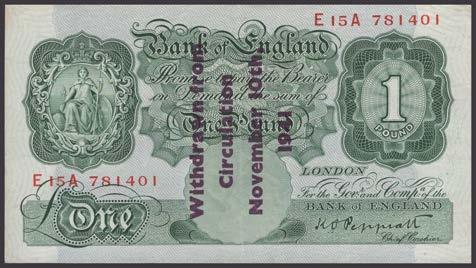 E15A 781401
Bank of England
Promise to pay the Bearer
on Demand the sum of
One Pound
1
POUND
Withdrawn from
Circulation
November 10th
1941
LONDON
For the Gov: and Comp:a of the
BANK OF ENGLAND
E15A 781401
£One
K O Peppiatt
Chief Cashier